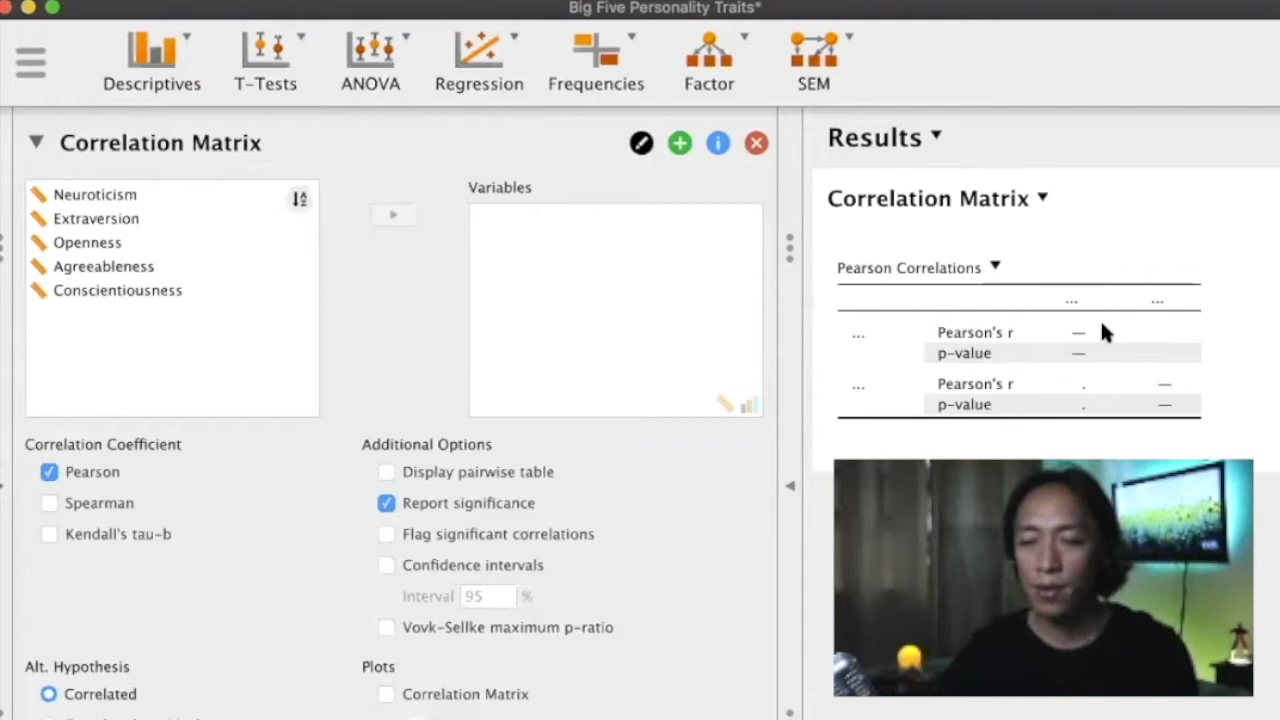 Big Five Personality Traits*
Descriptives T-Tests ANOVA Regression Frequencies Factor SEM
Correlation Matrix
Neuroticism
Extraversion
Openness
Agreeableness
Conscientiousness
Variables
Correlation Coefficient
Pearson
Spearman
Kendall's tau-b
Additional Options
Display pairwise table
Report significance
Flag significant correlations
Confidence intervals
Interval 95 %
Vovk-Sellke maximum p-ratio
Alt. Hypothesis
Correlated
Plots
Correlation Matrix
Results
Correlation Matrix
Pearson Correlations
... ...
... Pearson's r —
p-value —
... Pearson's r . —
p-value . —